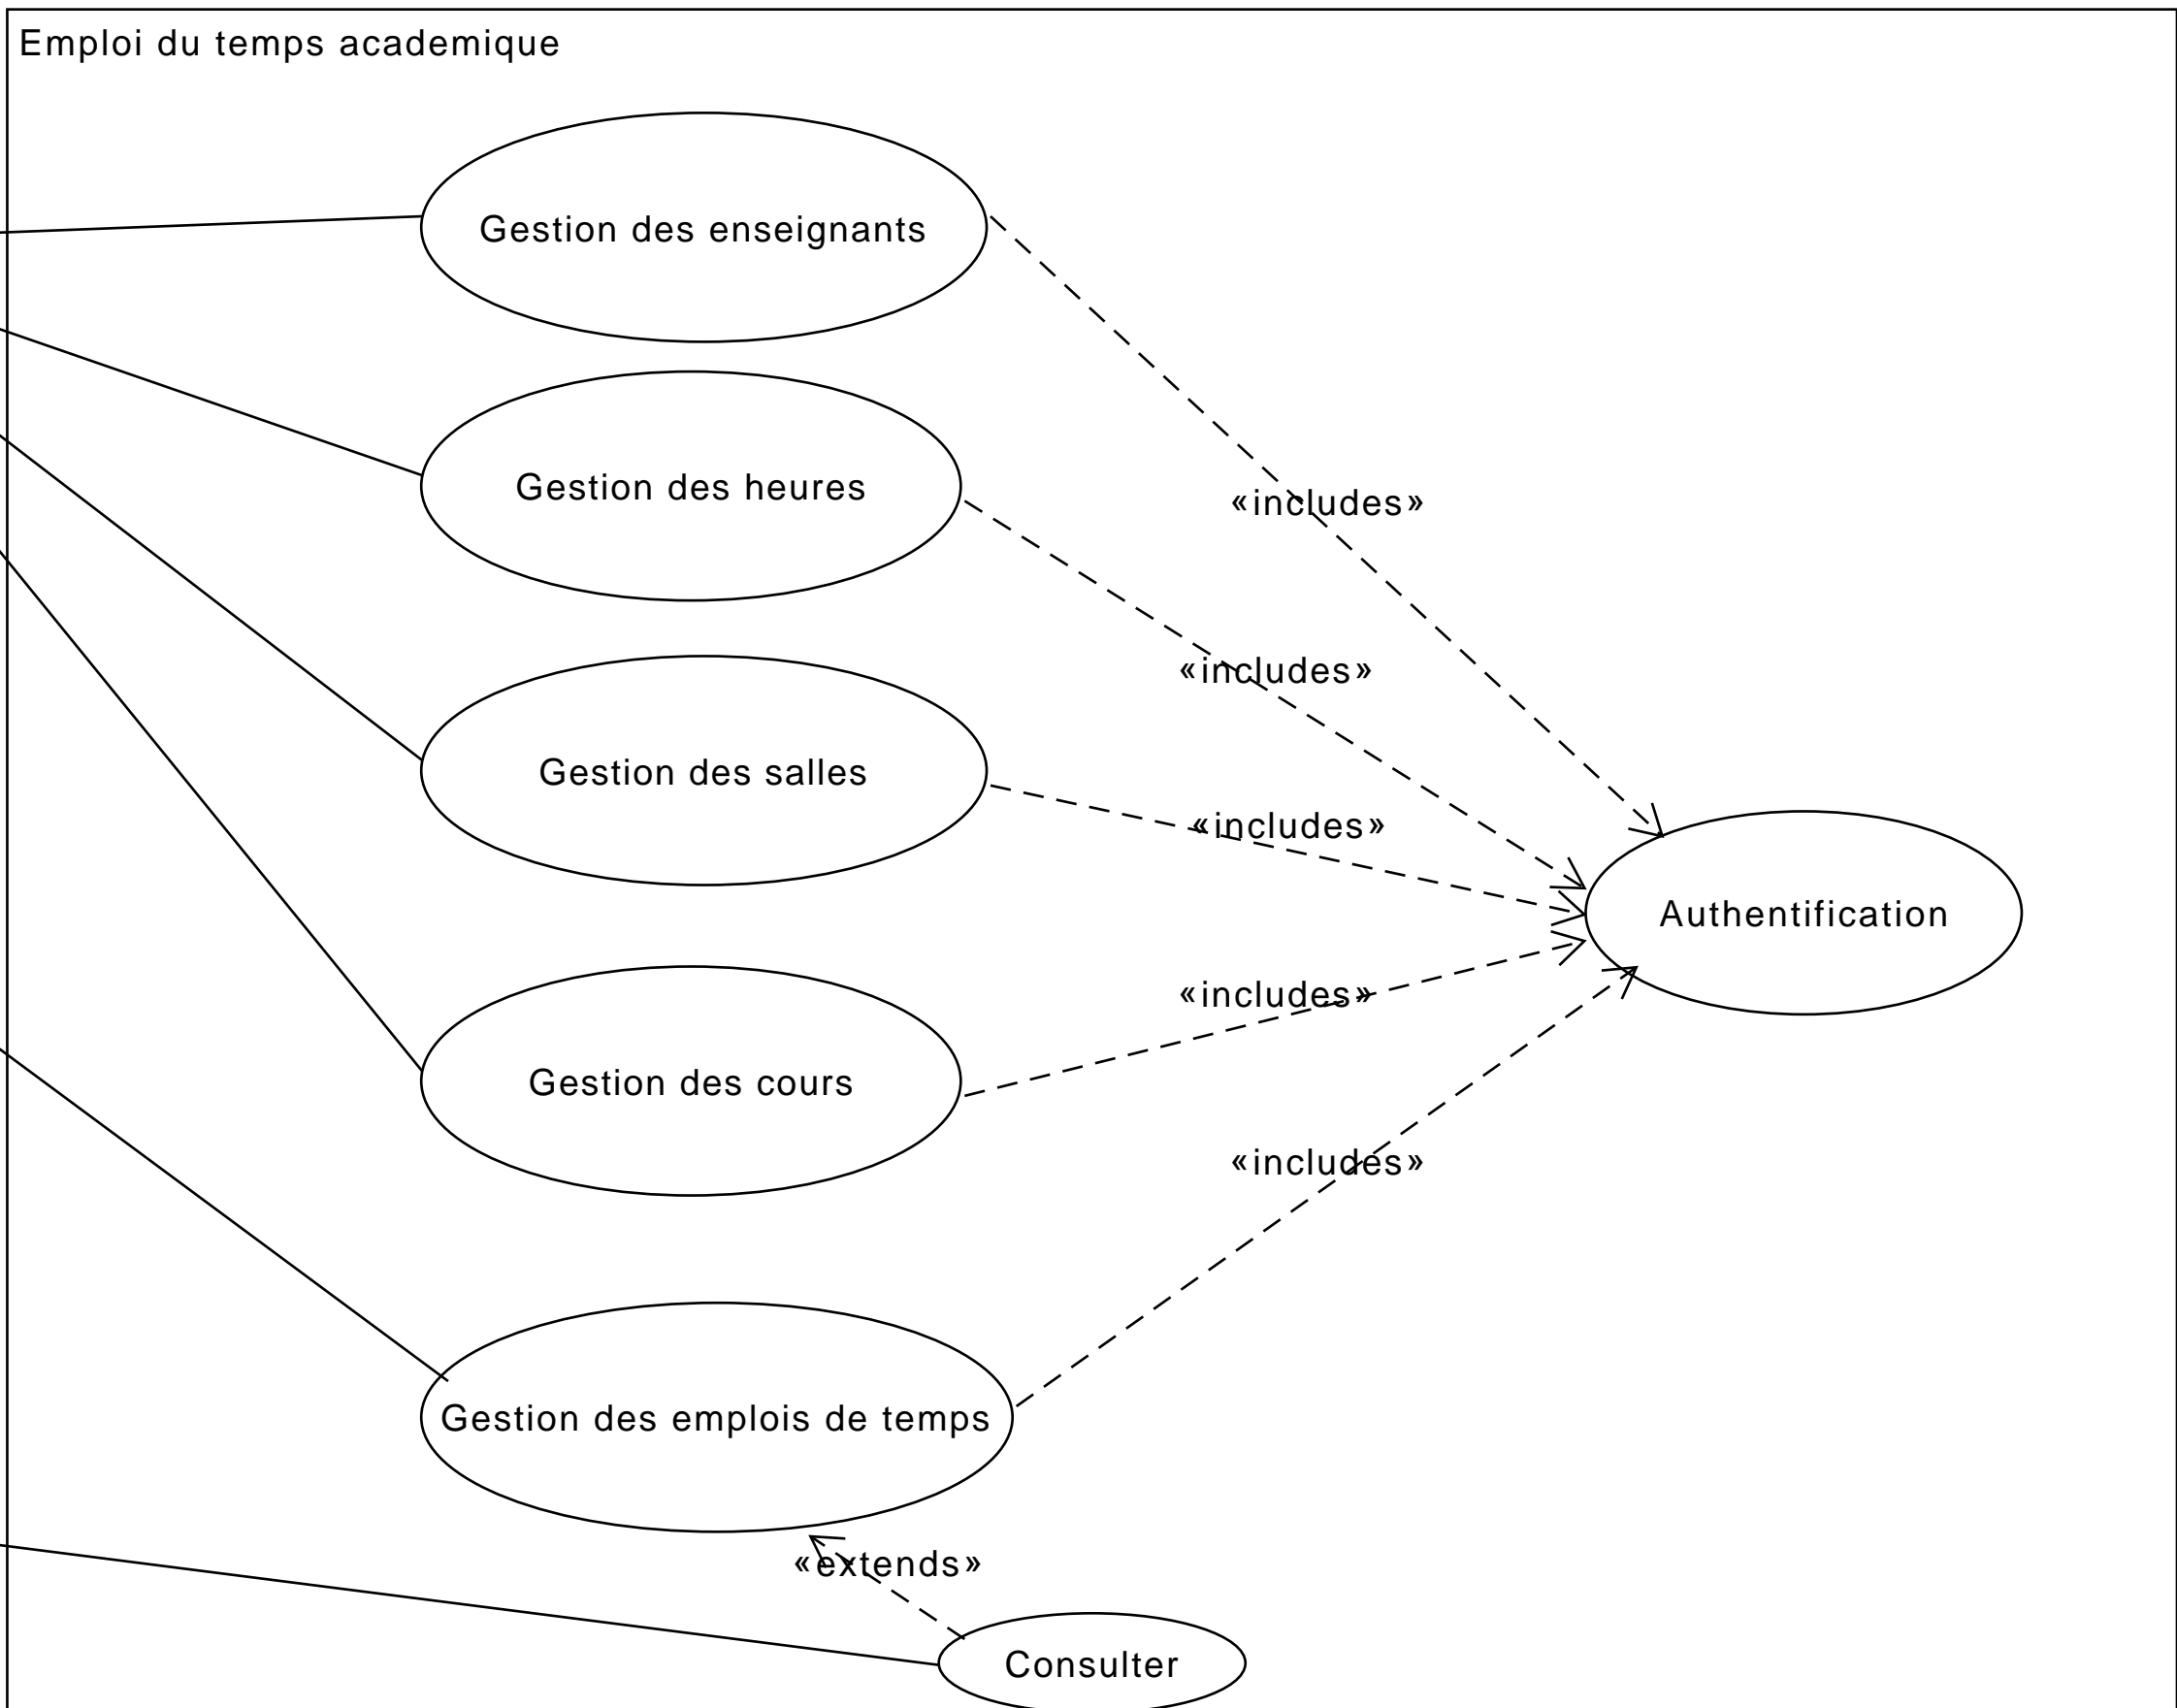 Emploi du temps academique
Gestion des enseignants
Gestion des heures
«includes»
«includes»
Gestion des salles
«includes»
Authentification
«includes»
Gestion des cours
«includes»
Gestion des emplois de temps
«extends»
Consulter